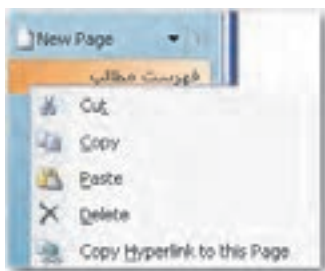 New Page
فهرست مطالب
Cut
Copy
Paste
Delete
Copy Hyperlink to this Page